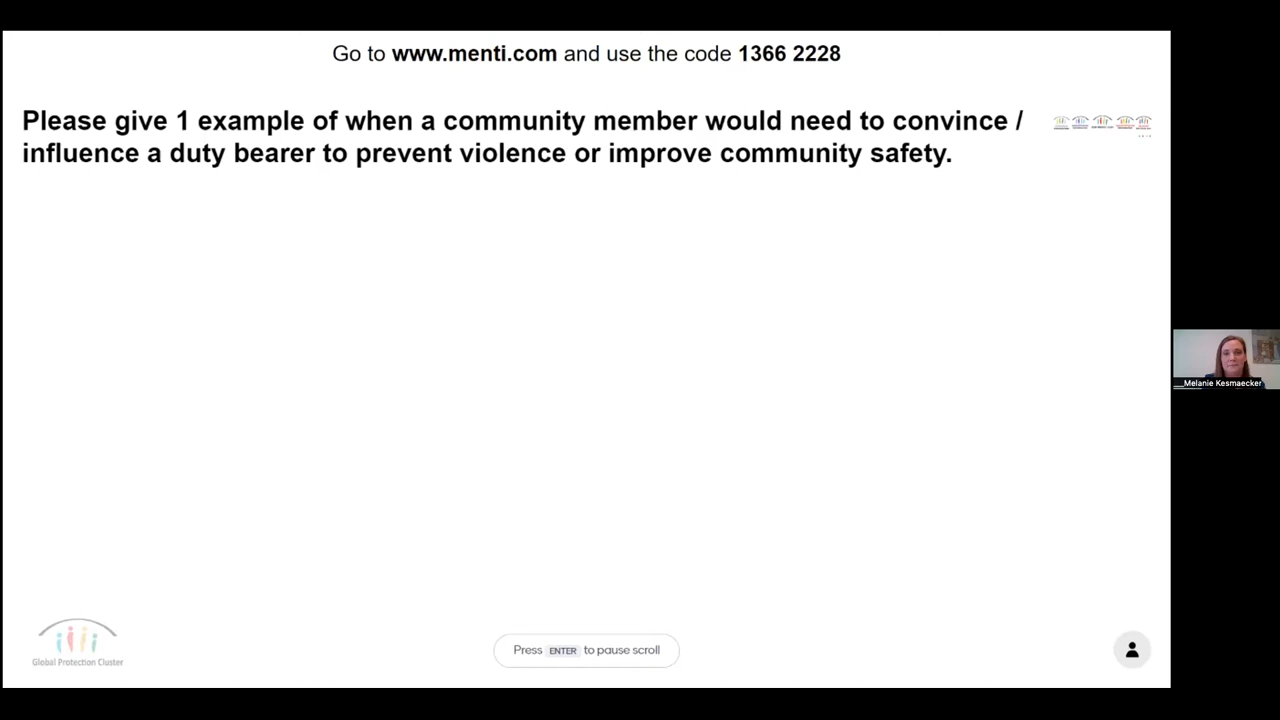 Go to www.menti.com and use the code 1366 2228
Please give 1 example of when a community member would need to convince /
influence a duty bearer to prevent violence or improve community safety.
Melanie Kesmaecker
Press ENTER to pause scroll
Global Protection Cluster